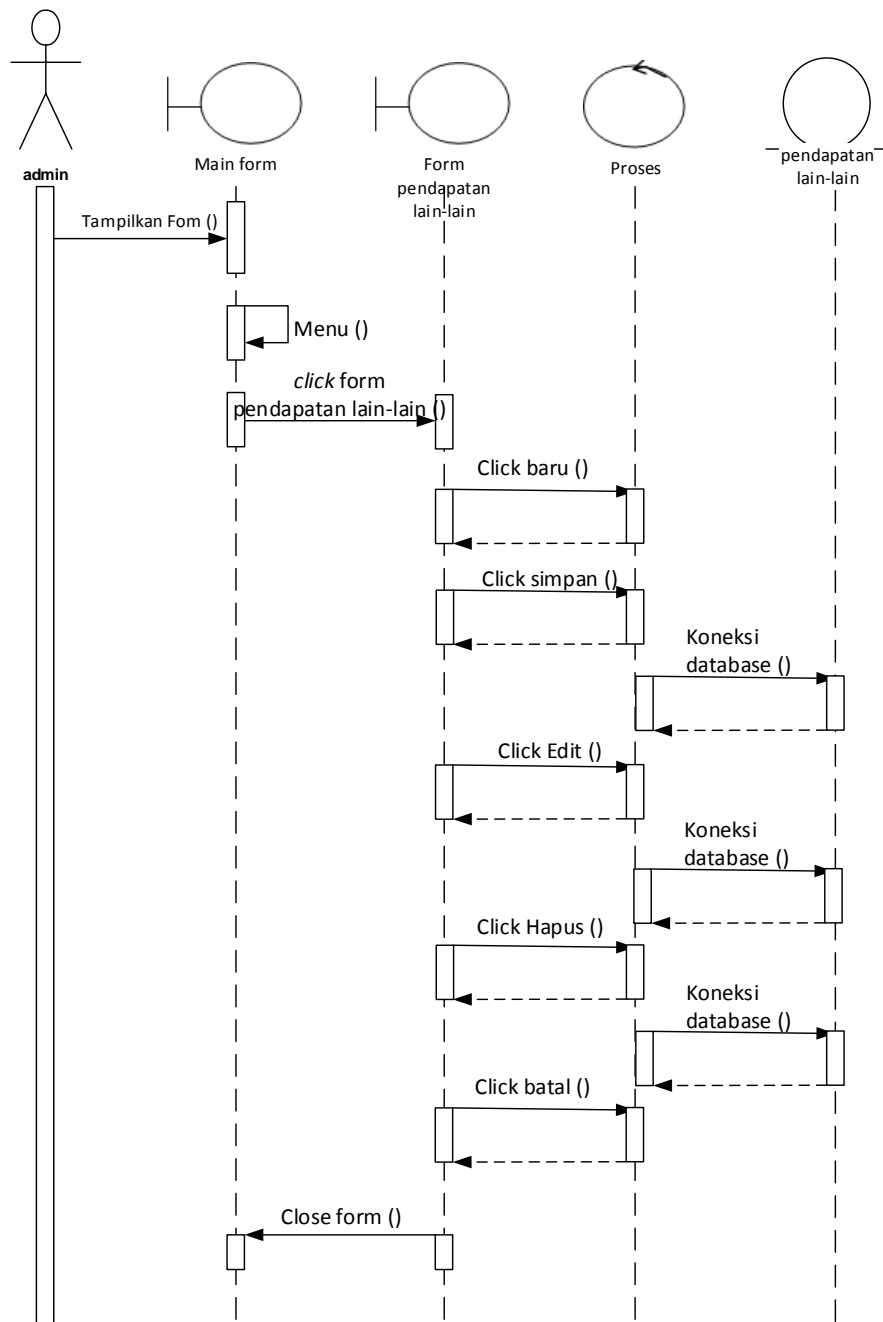 admin
Main form
Form
pendapatan
lain-lain
Proses
pendapatan
lain-lain
Tampilkan Fom ()
Menu ()
click form
pendapatan lain-lain ()
Click baru ()
Click simpan ()
Koneksi
database ()
Click Edit ()
Koneksi
database ()
Click Hapus ()
Koneksi
database ()
Click batal ()
Close form ()